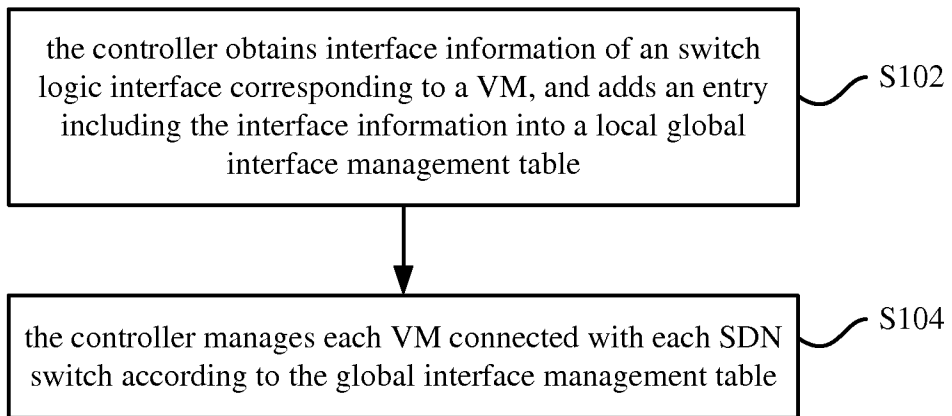 the controller obtains interface information of an switch
logic interface corresponding to a VM, and adds an entry
including the interface information into a local global
interface management table
S102
the controller manages each VM connected with each SDN
switch according to the global interface management table
S104